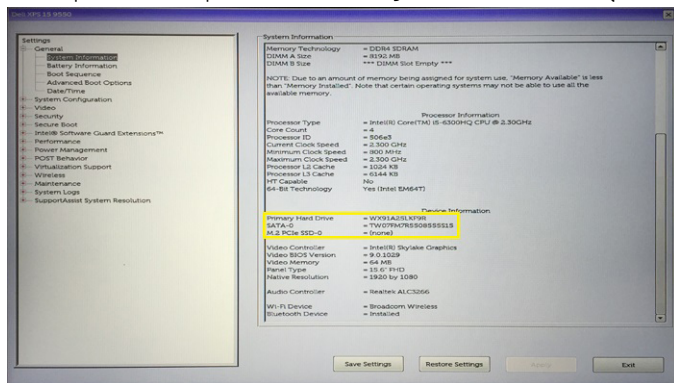 Dell XPS 15 9550
Settings
General
System Information
Battery Information
Boot Sequence
Advanced Boot Options
Date/Time
System Configuration
Video
Security
Secure Boot
Intel® Software Guard Extensions™
Performance
Power Management
POST Behavior
Virtualization Support
Wireless
Maintenance
System Logs
SupportAssist System Resolution
System Information
Memory Technology = DDR4 SDRAM
DIMM A Size = 8192 MB
DIMM B Size *** DIMM Slot Empty ***
NOTE: Due to an amount of memory being assigned for system use, "Memory Available" is less
than "Memory Installed". Note that certain operating systems may not be able to use all the
available memory.
Processor Information
Processor Type = Intel(R) Core(TM) i5-6300HQ CPU @ 2.30GHz
Core Count = 4
Processor ID = 506e3
Current Clock Speed = 2.300 GHz
Minimum Clock Speed = 800 MHz
Maximum Clock Speed = 2.300 GHz
Processor L2 Cache = 1024 KB
Processor L3 Cache = 6144 KB
HT Capable No
64-Bit Technology Yes (Intel EM64T)
Device Information
Primary Hard Drive
SATA-0
M.2 PCIe SSD-0 = (none)
Video Controller = Intel(R) Skylake Graphics
Video BIOS Version = 9.0.1029
Video Memory = 64 MB
Panel Type = 15.6" FHD
Native Resolution = 1920 by 1080
Audio Controller = Realtek ALC3266
Wi-Fi Device = Broadcom Wireless
Bluetooth Device = Installed
Save Settings
Restore Settings
Apply
Exit